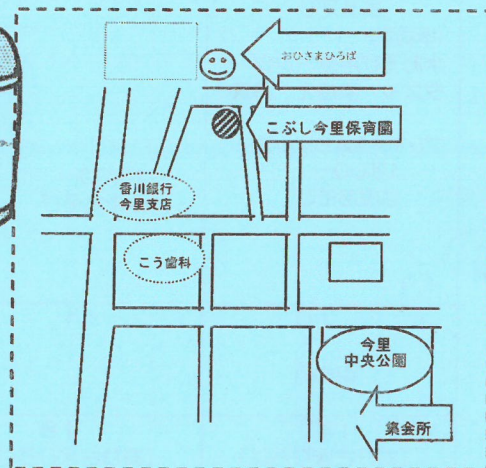 おひさまひろば
こぶし今里保育園
香川銀行
今里支店
こう歯科
今里
中央公園
集会所